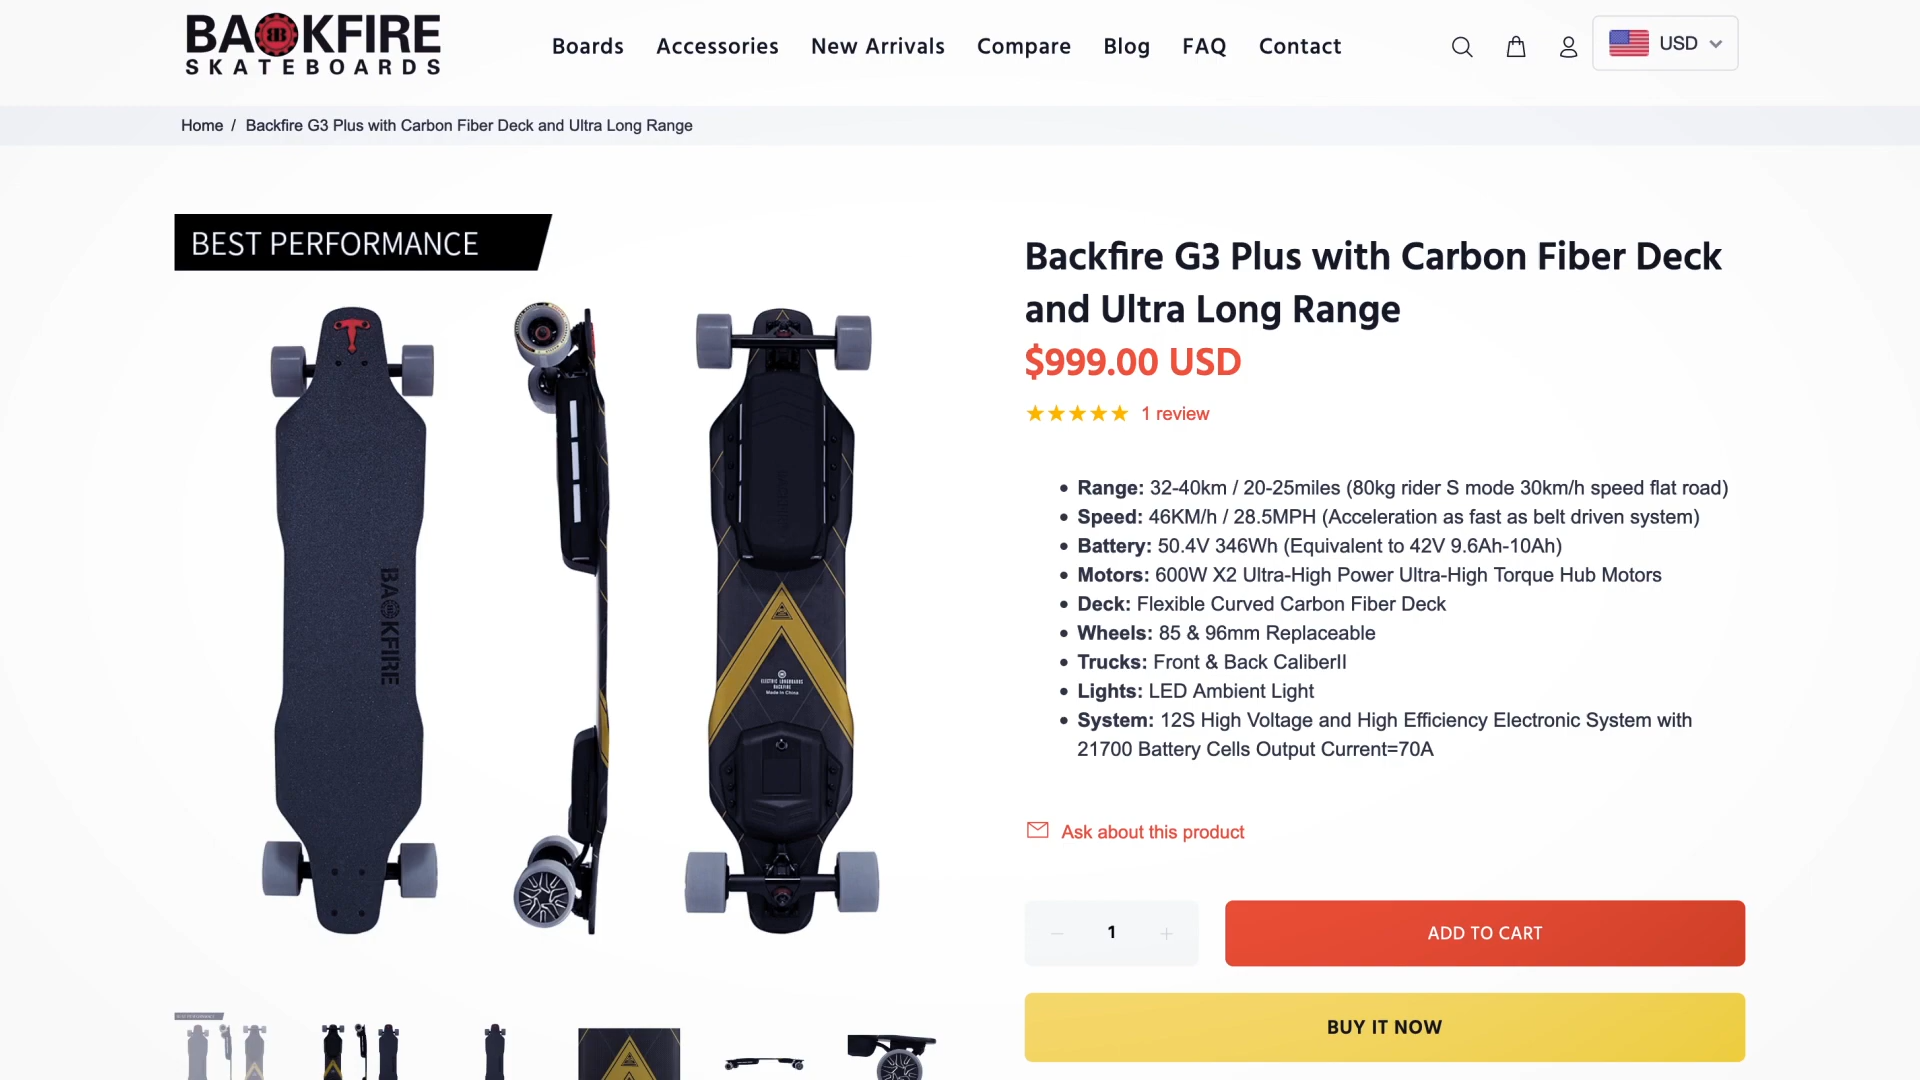 BACKFIRE
SKATEBOARDS
Boards Accessories New Arrivals Compare Blog FAQ Contact
USD
Home / Backfire G3 Plus with Carbon Fiber Deck and Ultra Long Range
BEST PERFORMANCE
BACKFIRE
ELECTRIC LONGBOARDS
BACKFIRE
Made In China
Backfire G3 Plus with Carbon Fiber Deck
and Ultra Long Range
$999.00 USD
1 review
Range: 32-40km / 20-25miles (80kg rider S mode 30km/h speed flat road)
Speed: 46KM/h / 28.5MPH (Acceleration as fast as belt driven system)
Battery: 50.4V 346Wh (Equivalent to 42V 9.6Ah-10Ah)
Motors: 600W X2 Ultra-High Power Ultra-High Torque Hub Motors
Deck: Flexible Curved Carbon Fiber Deck
Wheels: 85 & 96mm Replaceable
Trucks: Front & Back CaliberII
Lights: LED Ambient Light
System: 12S High Voltage and High Efficiency Electronic System with
21700 Battery Cells Output Current=70A
Ask about this product
− 1 +
ADD TO CART
BUY IT NOW